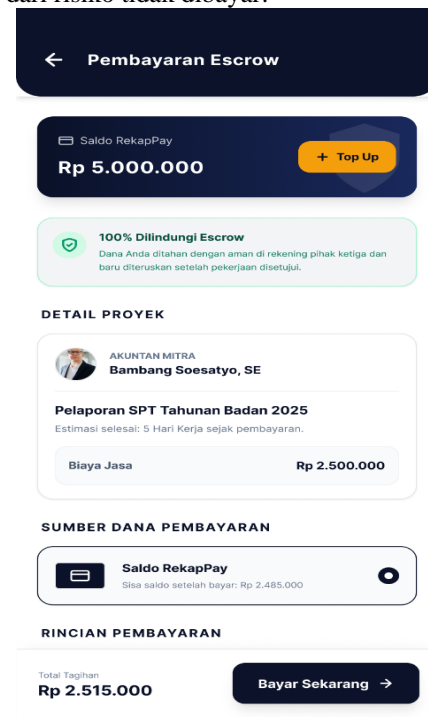 dari risiko tidak dibayar.
← Pembayaran Escrow
Saldo RekapPay
Rp 5.000.000
+ Top Up
100% Dilindungi Escrow
Dana Anda ditahan dengan aman di rekening pihak ketiga dan
baru diteruskan setelah pekerjaan disetujui.
DETAIL PROYEK
AKUNTAN MITRA
Bambang Soesatyo, SE
Pelaporan SPT Tahunan Badan 2025
Estimasi selesai: 5 Hari Kerja sejak pembayaran.
Biaya Jasa Rp 2.500.000
SUMBER DANA PEMBAYARAN
Saldo RekapPay
Sisa saldo setelah bayar: Rp 2.485.000
RINCIAN PEMBAYARAN
Total Tagihan
Rp 2.515.000
Bayar Sekarang →